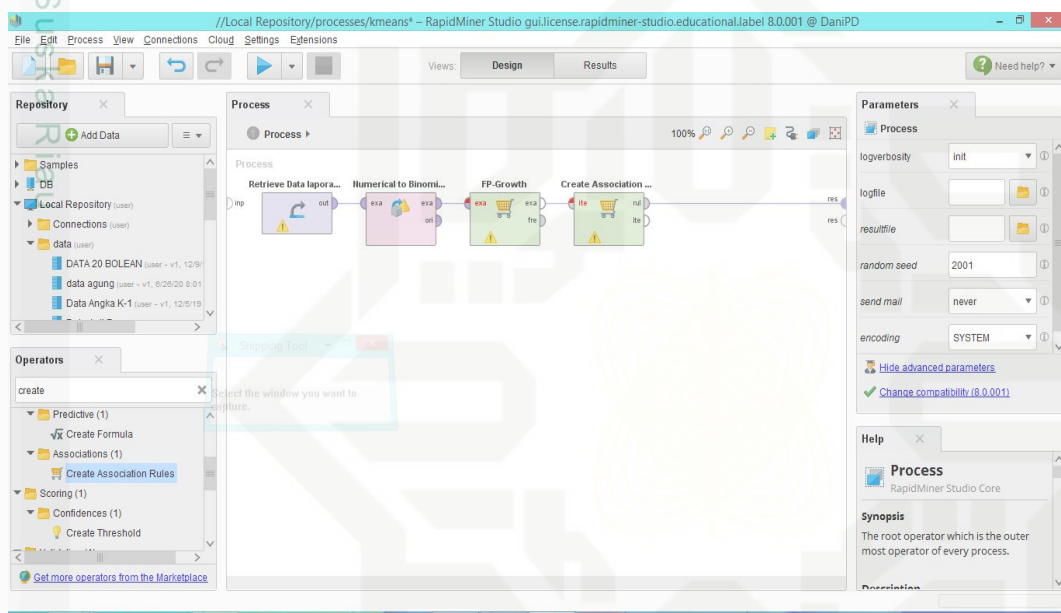 //Local Repository/processes/kmeans* – RapidMiner Studio gui.license.rapidminer-studio.educational.label 8.0.001 @ DaniPD
File Edit Process View Connections Cloud Settings Extensions
Views: Design Results
Need help?
Repository
Add Data
Samples
DB
Local Repository (user)
Connections (user)
data (user)
DATA 20 BOLEAN (user - v1, 12/9/
data agung (user - v1, 6/26/20 8:01
Data Angka K-1 (user - v1, 12/5/19
Operators
create
Predictive (1)
Create Formula
Associations (1)
Create Association Rules
Scoring (1)
Confidences (1)
Create Threshold
Get more operators from the Marketplace
Process
Process
100%
Process
Retrieve Data lapora... Numerical to Binomi... FP-Growth Create Association ...
inp out exa exa exa exa ite rul res
ori fre ite res
Snipping Tool
Select the window you want to
capture.
Parameters
Process
logverbosity init
logfile
resultfile
random seed 2001
send mail never
encoding SYSTEM
Hide advanced parameters
Change compatibility (8.0.001)
Help
Process
RapidMiner Studio Core
Synopsis
The root operator which is the outer
most operator of every process.
Description
Suska Riau